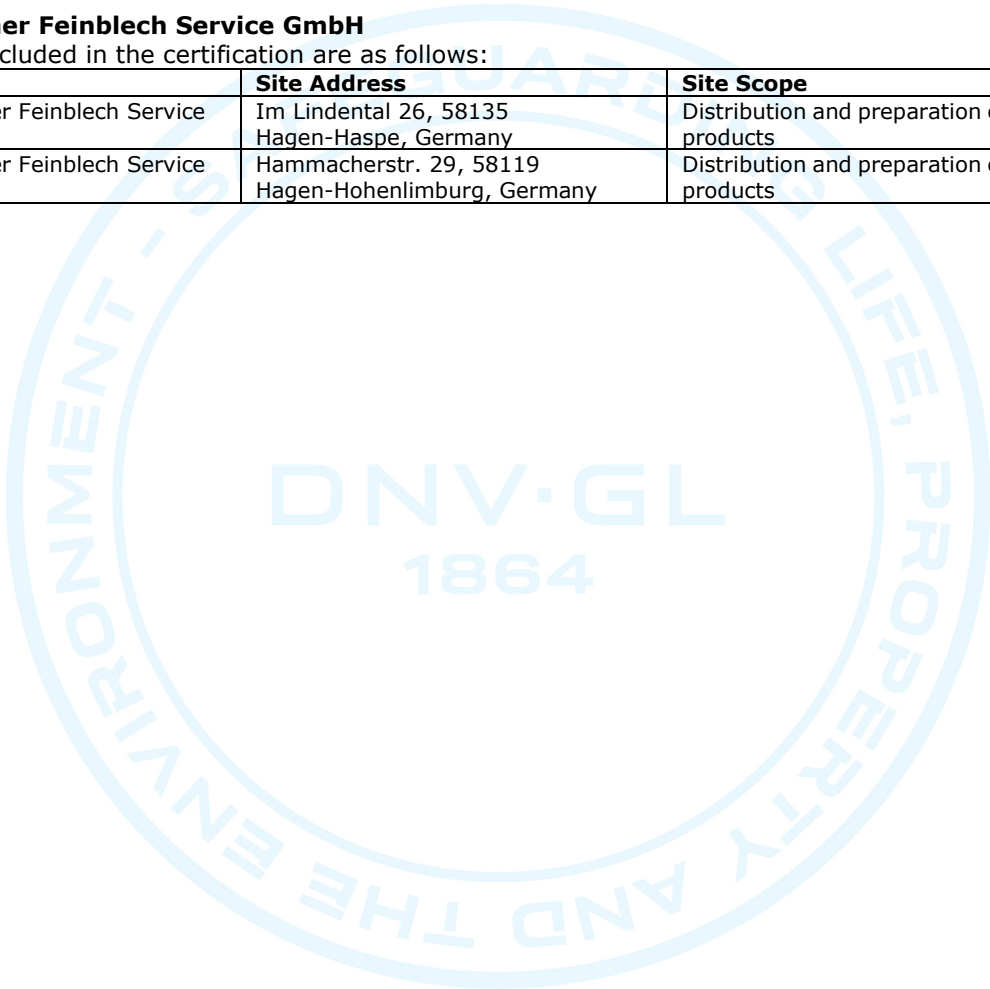 ner Feinblech Service GmbH
cluded in the certification are as follows:
Site Address Site Scope
er Feinblech Service Im Lindental 26, 58135 Distribution and preparation
Hagen-Haspe, Germany products
er Feinblech Service Hammacherstr. 29, 58119 Distribution and preparation
Hagen-Hohenlimburg, Germany products
DNV·GL
1864
SAFEGUARDING LIFE, PROPERTY AND THE ENVIRONMENT -